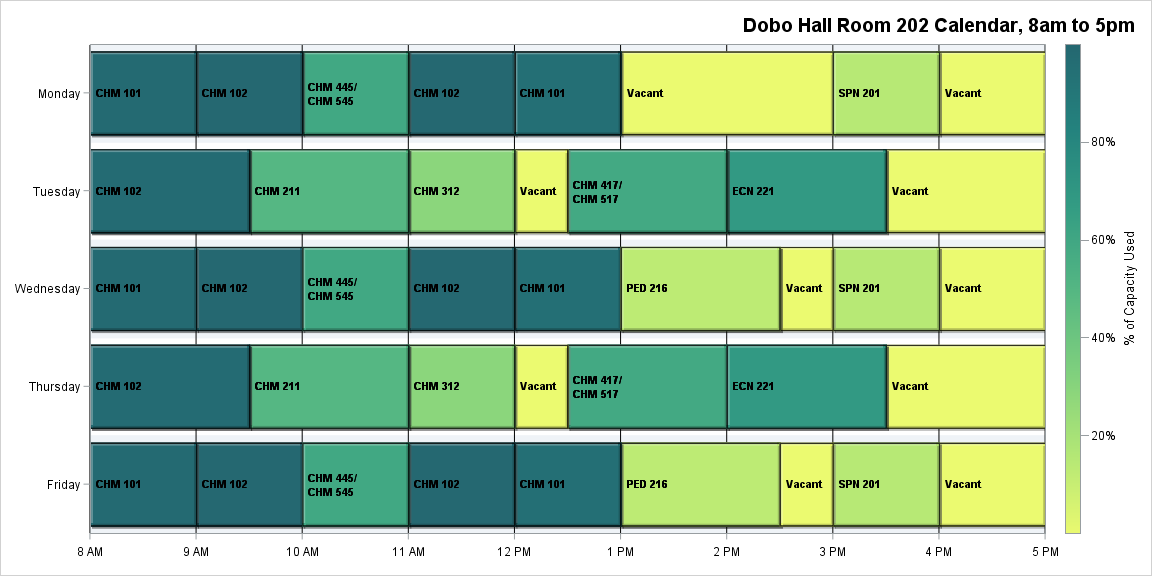 Dobo Hall Room 202 Calendar, 8am to 5pm
Monday
CHM 101
CHM 102
CHM 445/
CHM 545
CHM 102
CHM 101
Vacant
SPN 201
Vacant
Tuesday
CHM 102
CHM 211
CHM 312
Vacant
CHM 417/
CHM 517
ECN 221
Vacant
Wednesday
CHM 101
CHM 102
CHM 445/
CHM 545
CHM 102
CHM 101
PED 216
Vacant
SPN 201
Vacant
Thursday
CHM 102
CHM 211
CHM 312
Vacant
CHM 417/
CHM 517
ECN 221
Vacant
Friday
CHM 101
CHM 102
CHM 445/
CHM 545
CHM 102
CHM 101
PED 216
Vacant
SPN 201
Vacant
8 AM
9 AM
10 AM
11 AM
12 PM
1 PM
2 PM
3 PM
4 PM
5 PM
80%
60%
40%
20%
% of Capacity Used